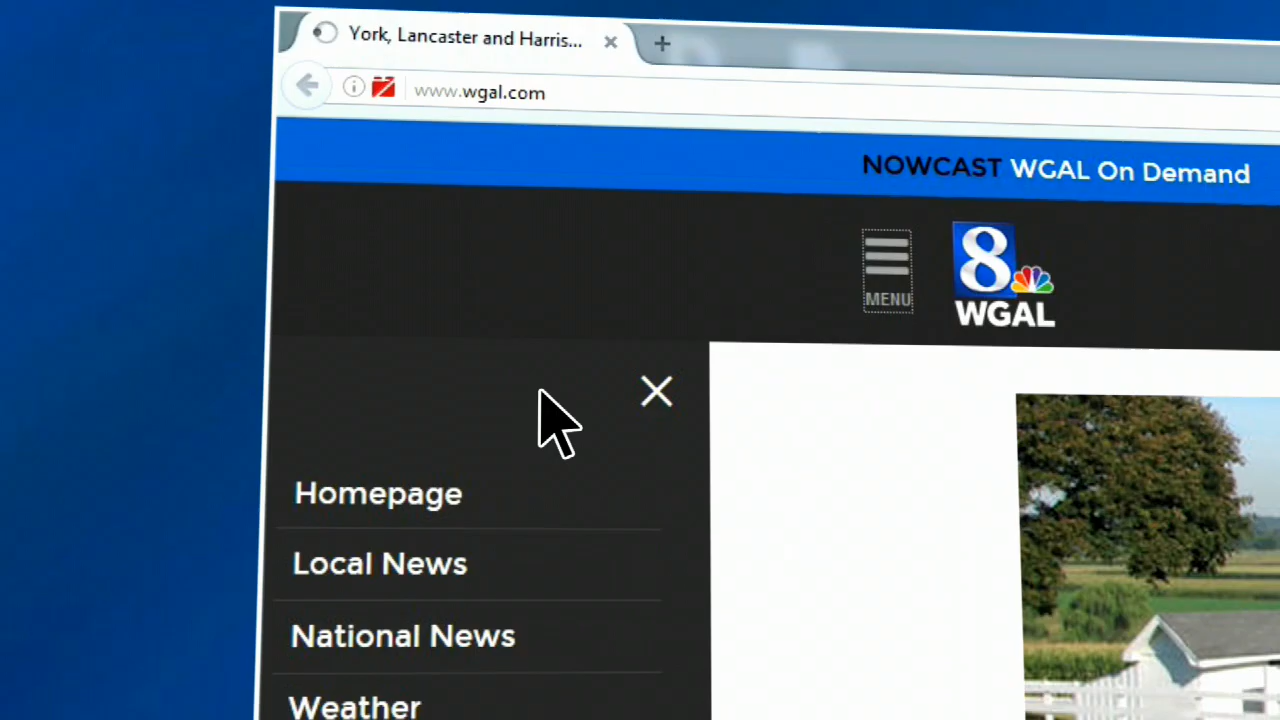 York, Lancaster and Harris...
www.wgal.com
NOWCAST WGAL On Demand
MENU
8
WGAL
Homepage
Local News
National News
Weather